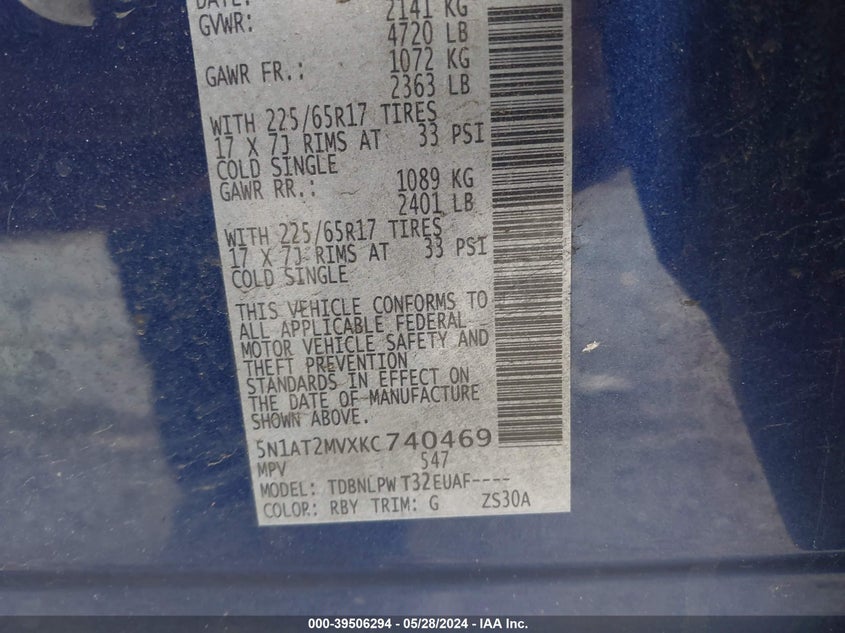 DATE:
2141 KG
GVWR:
4720 LB
GAWR FR.: 1072 KG
2363 LB
WITH 225/65R17 TIRES
17 X 7J RIMS AT 33 PSI
COLD SINGLE
GAWR RR.: 1089 KG
2401 LB
WITH 225/65R17 TIRES
17 X 7J RIMS AT 33 PSI
COLD SINGLE
THIS VEHICLE CONFORMS TO
ALL APPLICABLE FEDERAL
MOTOR VEHICLE SAFETY AND
THEFT PREVENTION
STANDARDS IN EFFECT ON
THE DATE OF MANUFACTURE
SHOWN ABOVE.
5N1AT2MVXKC740469
MPV 547
MODEL: TDBNLPW T32EUAF----
COLOR: RBY TRIM: G ZS30A
000-39506294 - 05/28/2024 - IAA Inc.